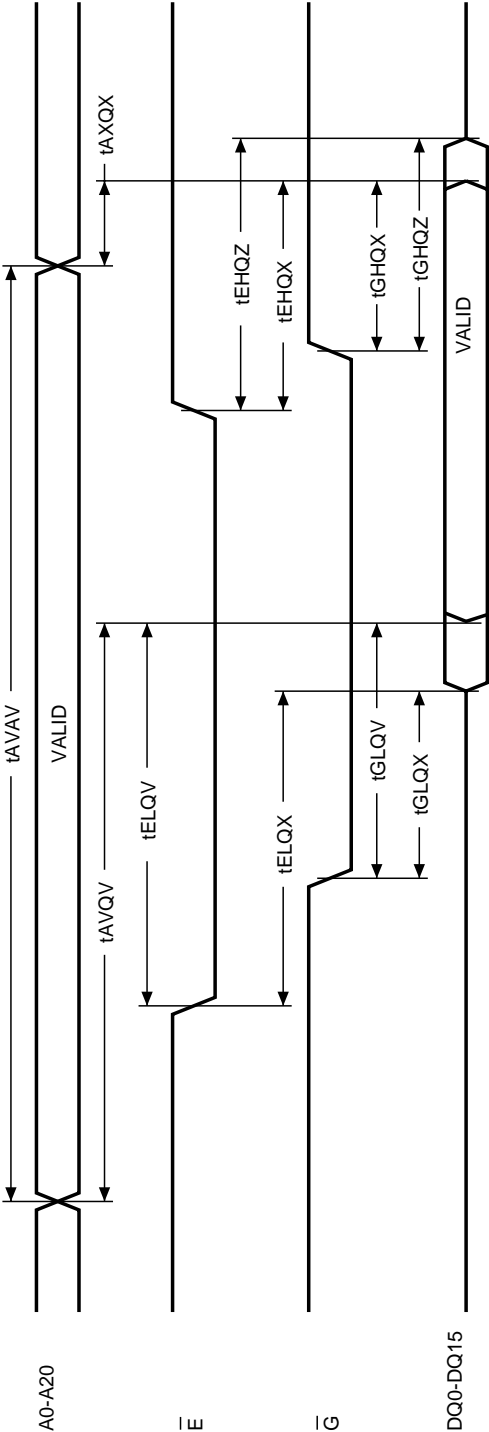 tAVAV
A0-A20
VALID
tAVQV
tAXQX
tELQV
E
tEHQZ
tELQX
tEHQX
G
tGLQV
tGHQX
tGLQX
tGHQZ
DQ0-DQ15
VALID